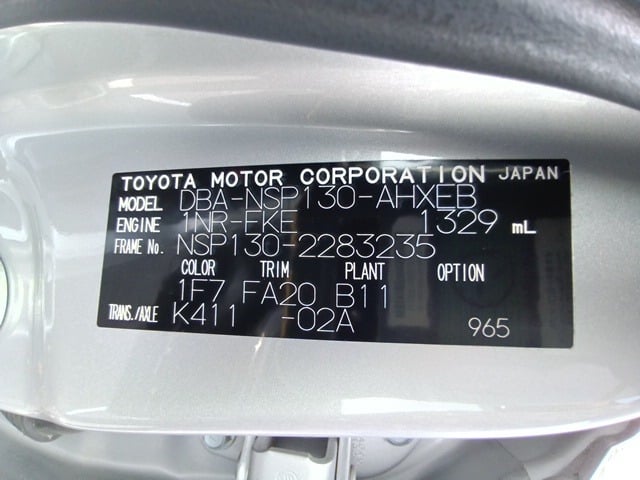 TOYOTA MOTOR CORPORATION JAPAN
MODEL DBA-NSP130-AHXEB
ENGINE 1NR-FKE 1329 mL
FRAME No. NSP130-2283235
COLOR TRIM PLANT OPTION
1F7 FA20 B11
TRANS./AXLE K411 -02A 965